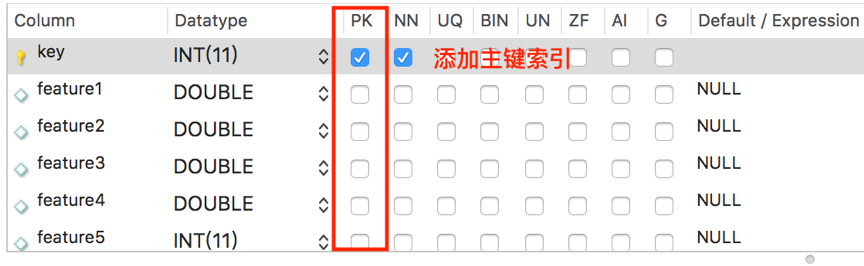 Column Datatype PK NN UQ BIN UN ZF AI G Default / Expression
key INT(11) 添加主键索引
feature1 DOUBLE NULL
feature2 DOUBLE NULL
feature3 DOUBLE NULL
feature4 DOUBLE NULL
feature5 INT(11) NULL